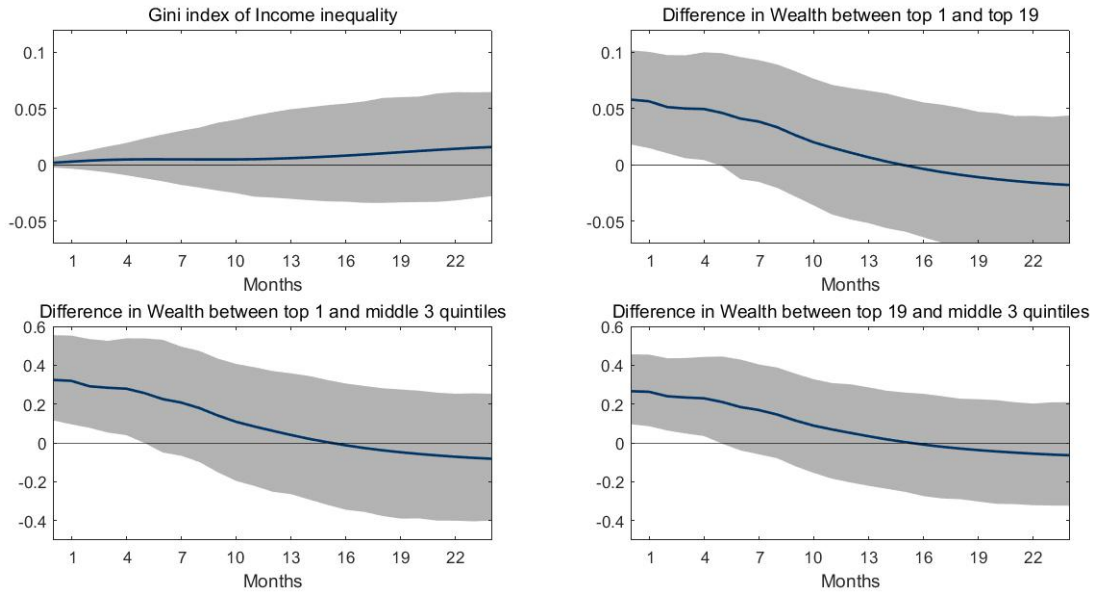 Gini index of Income inequality
0.1
0.05
0
-0.05
1 4 7 10 13 16 19 22
Months
Difference in Wealth between top 1 and top 19
0.1
0.05
0
-0.05
1 4 7 10 13 16 19 22
Months
Difference in Wealth between top 1 and middle 3 quintiles
0.6
0.4
0.2
0
-0.2
-0.4
1 4 7 10 13 16 19 22
Months
Difference in Wealth between top 19 and middle 3 quintiles
0.6
0.4
0.2
0
-0.2
-0.4
1 4 7 10 13 16 19 22
Months